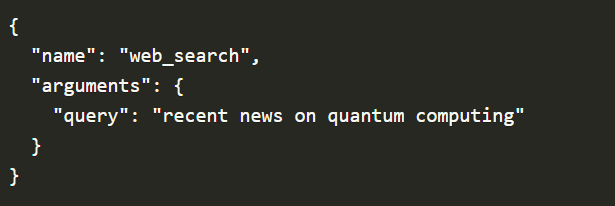 {
  "name": "web_search",
  "arguments": {
    "query": "recent news on quantum computing"
  }
}